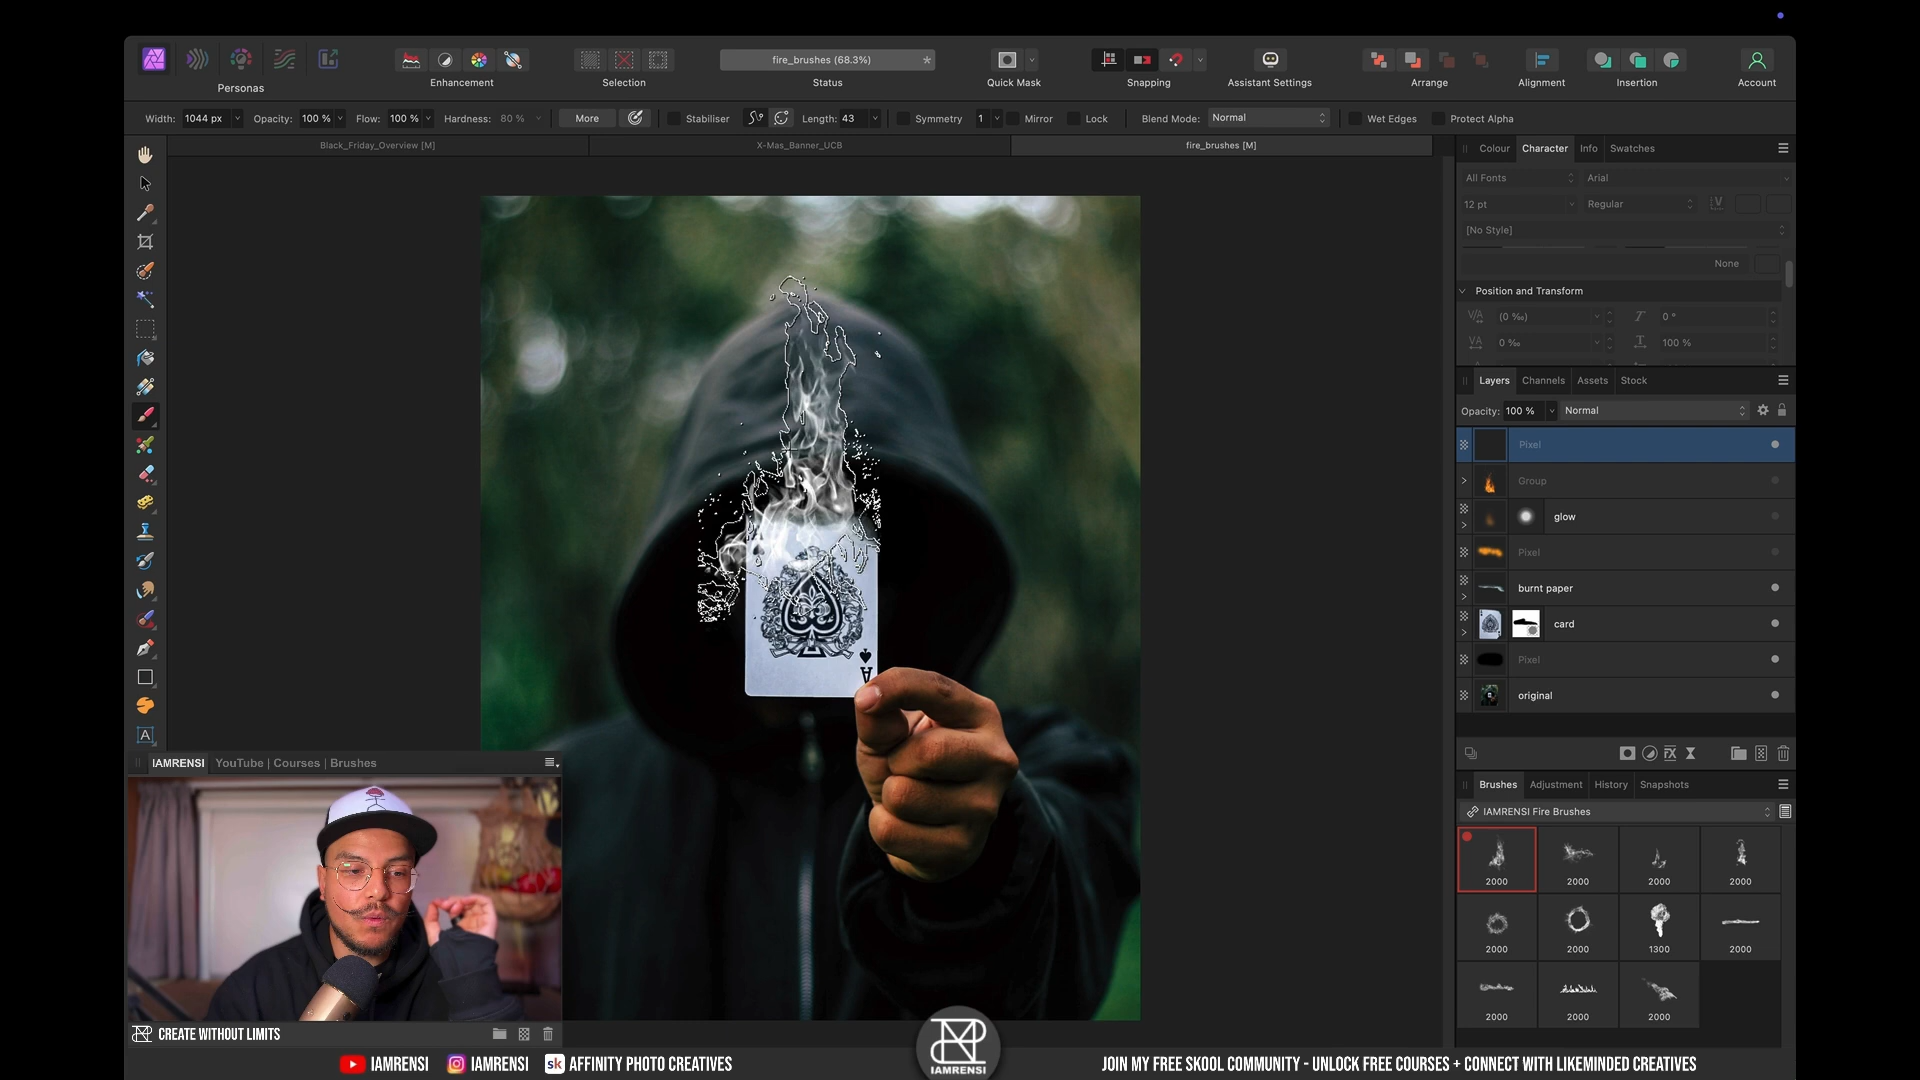 Personas
Enhancement
Selection
fire_brushes (68.3%)
*
Status
Quick Mask
Snapping
Assistant Settings
Arrange
Alignment
Insertion
Account
Width: 1044 px
Opacity: 100 %
Flow: 100 %
Hardness: 80 %
More
Stabiliser
Length: 43
Symmetry
1
Mirror
Lock
Blend Mode: Normal
Wet Edges
Protect Alpha
Black_Friday_Overview [M]
X-Mas_Banner_UCB
fire_brushes [M]
Colour
Character
Info
Swatches
All Fonts
Arial
12 pt
Regular
[No Style]
None
Position and Transform
(0 ‰)
0 °
0 ‰
100 %
Layers
Channels
Assets
Stock
Opacity: 100 %
Normal
Pixel
Group
glow
Pixel
burnt paper
card
Pixel
original
Brushes
Adjustment
History
Snapshots
IAMRENSI Fire Brushes
2000
2000
2000
2000
2000
2000
1300
2000
2000
2000
2000
A
IAMRENSI
YouTube | Courses | Brushes
CREATE WITHOUT LIMITS
IAMRENSI
IAMRENSI
sk
AFFINITY PHOTO CREATIVES
IAMRENSI
JOIN MY FREE SKOOL COMMUNITY - UNLOCK FREE COURSES + CONNECT WITH LIKEMINDED CREATIVES